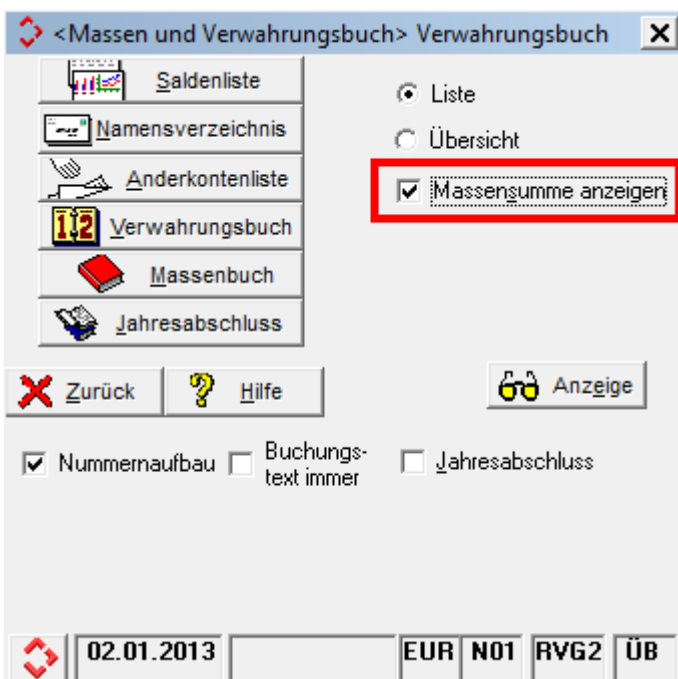 <Massen und Verwahrungsbuch> Verwahrungsbuch
Saldenliste
Namensverzeichnis
Anderkontenliste
Verwahrungsbuch
Massenbuch
Jahresabschluss
Liste
Übersicht
Massensumme anzeigen
Zurück
Hilfe
Anzeige
Nummernaufbau
Buchungs-
text immer
Jahresabschluss
02.01.2013 EUR N01 RVG2 ÜB